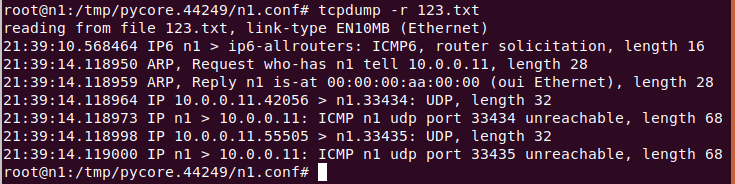 root@n1:/tmp/pycore.44249/n1.conf# tcpdump -r 123.txt
reading from file 123.txt, link-type EN10MB (Ethernet)
21:39:10.568464 IP6 n1 > ip6-allrouters: ICMP6, router solicitation, length 16
21:39:14.118950 ARP, Request who-has n1 tell 10.0.0.11, length 28
21:39:14.118959 ARP, Reply n1 is-at 00:00:00:aa:00:00 (oui Ethernet), length 28
21:39:14.118964 IP 10.0.0.11.42056 > n1.33434: UDP, length 32
21:39:14.118973 IP n1 > 10.0.0.11: ICMP n1 udp port 33434 unreachable, length 68
21:39:14.118998 IP 10.0.0.11.55505 > n1.33435: UDP, length 32
21:39:14.119000 IP n1 > 10.0.0.11: ICMP n1 udp port 33435 unreachable, length 68
root@n1:/tmp/pycore.44249/n1.conf#